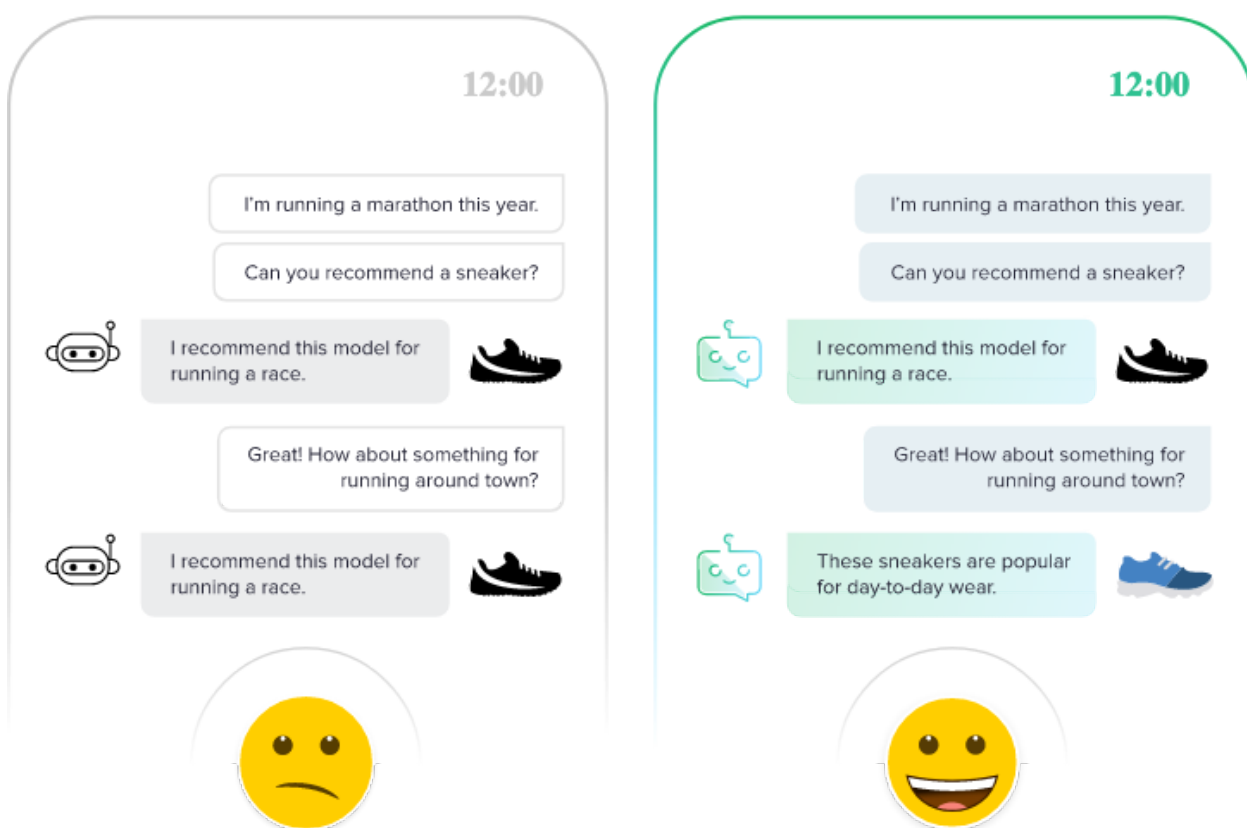 12:00
I'm running a marathon this year.
Can you recommend a sneaker?
I recommend this model for
running a race.
Great! How about something for
running around town?
I recommend this model for
running a race.
12:00
I'm running a marathon this year.
Can you recommend a sneaker?
I recommend this model for
running a race.
Great! How about something for
running around town?
These sneakers are popular
for day-to-day wear.